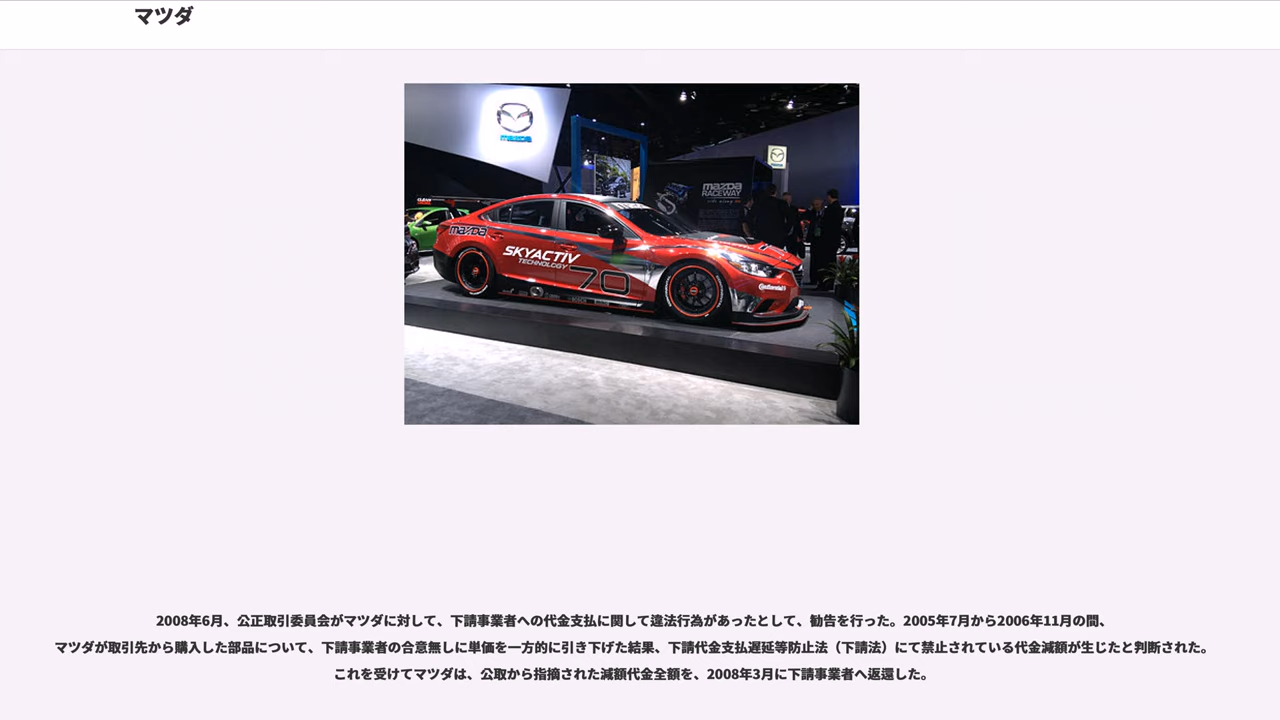 マツダ
mazda
mazda
RACEWAY
mazda
SKYACTIV
TECHNOLOGY
70
Continental
2008年6月、公正取引委員会がマツダに対して、下請事業者への代金支払に関して違法行為があったとして、勧告を行った。2005年7月から2006年11月の間、
マツダが取引先から購入した部品について、下請事業者の合意無しに単価を一方的に引き下げた結果、下請代金支払遅延等防止法（下請法）にて禁止されている代金減額が生じたと判断された。
これを受けてマツダは、公取から指摘された減額代金全額を、2008年3月に下請事業者へ返還した。